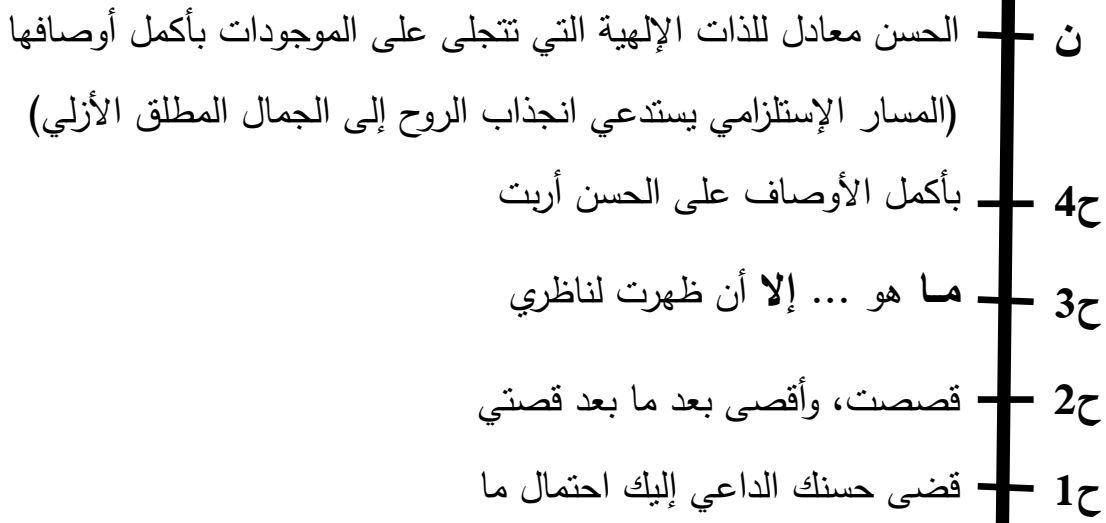 ن الحسن معادل للذات الإلهية التي تتجلى على الموجودات بأكمل أوصافها
(المسار الإستلزامي يستدعي انجذاب الروح إلى الجمال المطلق الأزلي)
ح4 بأكمل الأوصاف على الحسن أربت
ح3 مـا هو ... إلا أن ظهرت لناظري
ح2 قصصت، وأقصى بعد ما بعد قصتي
ح1 قضى حسنك الداعي إليك احتمال ما